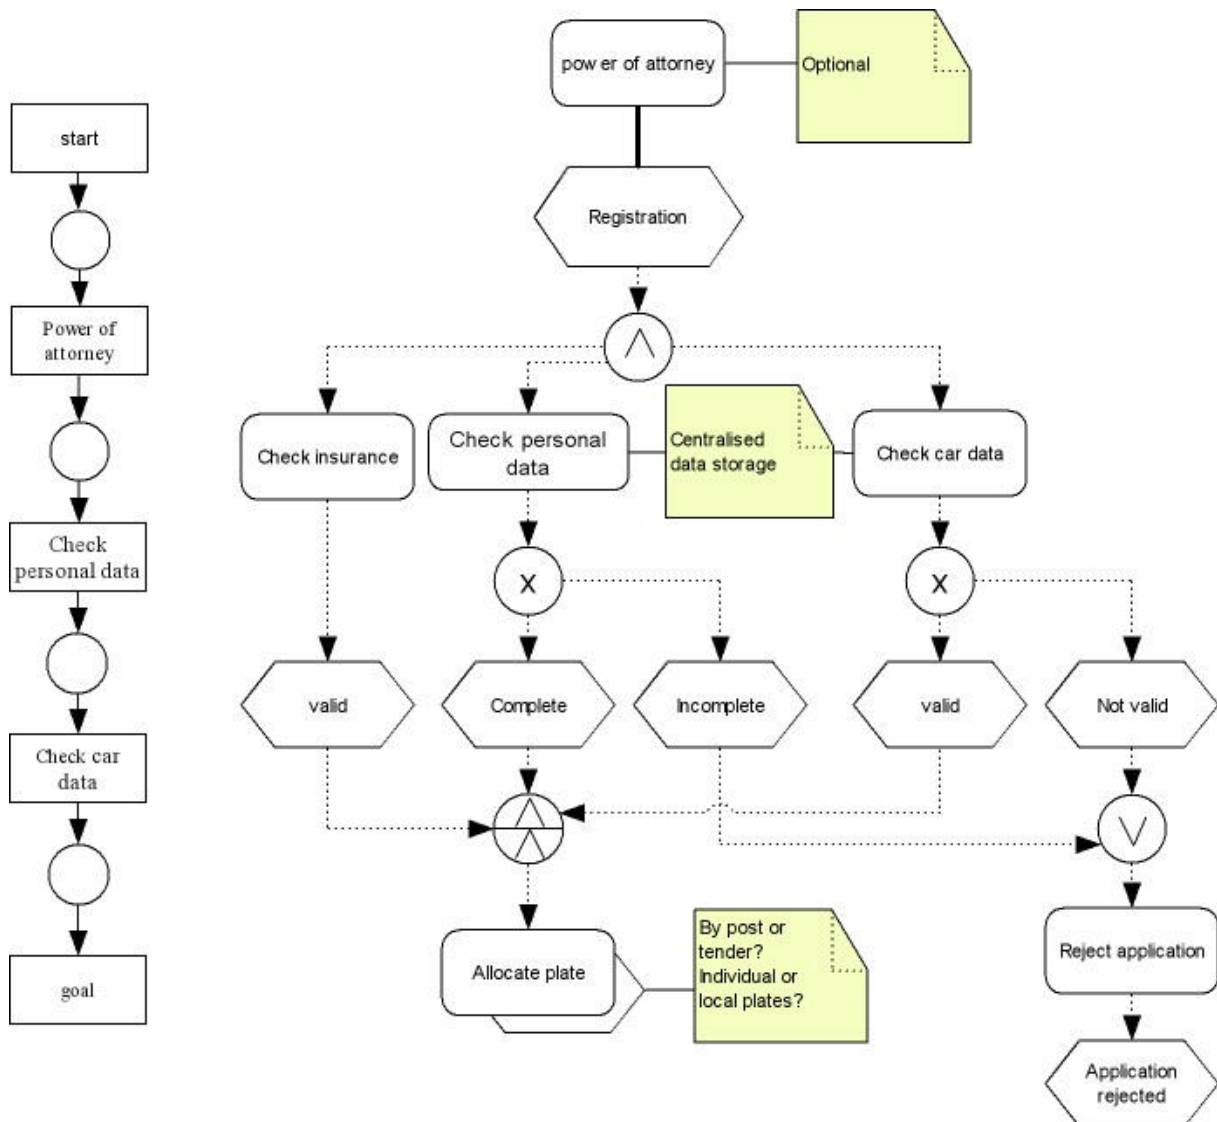 start
Power of
attorney
Check
personal data
Check car
data
goal
power of attorney
Optional
Registration
Check insurance
Check personal
data
Centralised
data storage
Check car data
X
X
valid
Complete
Incomplete
valid
Not valid
Allocate plate
By post or
tender?
Individual or
local plates?
Reject application
Application
rejected